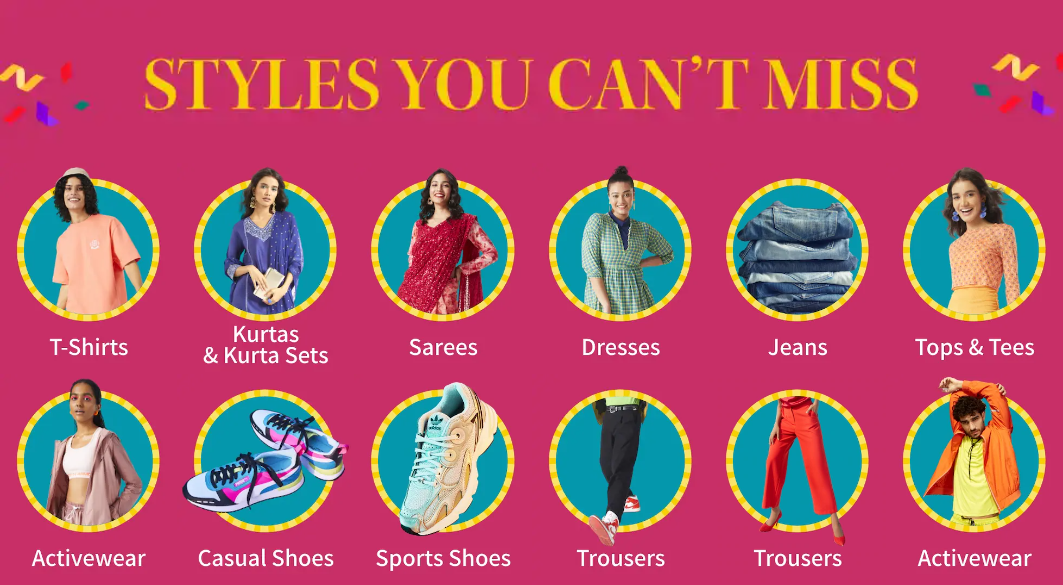 STYLES YOU CAN'T MISS
T-Shirts
Kurtas
& Kurta Sets
Sarees
Dresses
Jeans
Tops & Tees
Activewear
Casual Shoes
Sports Shoes
Trousers
Trousers
Activewear